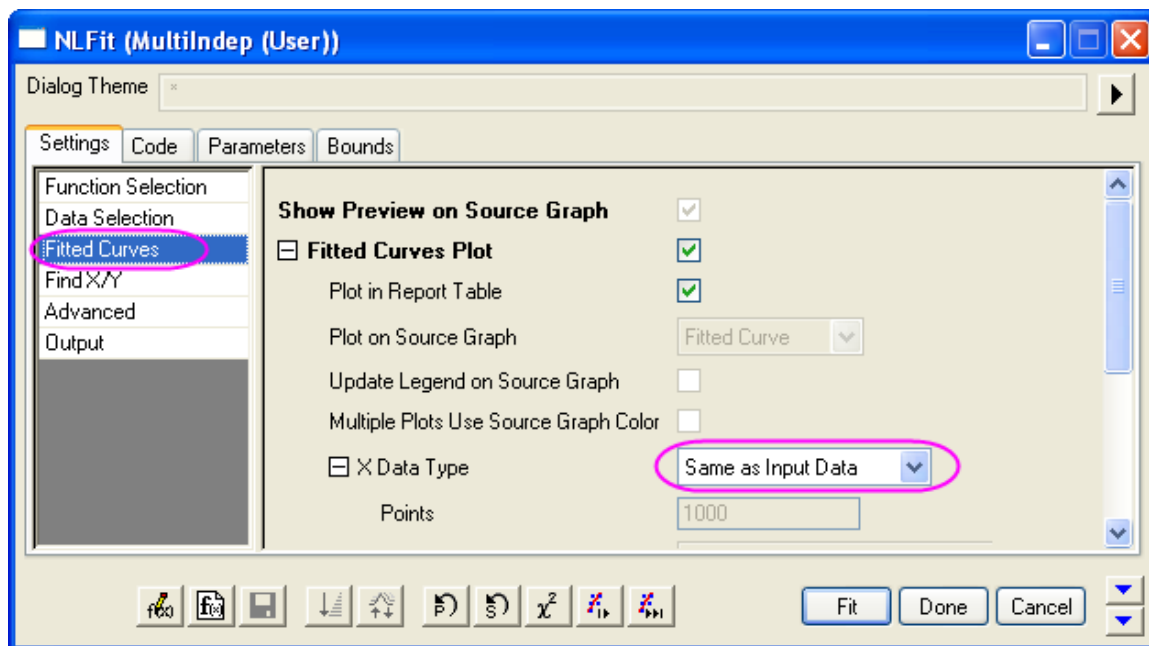 NLFit (MultiIndep (User))
Dialog Theme *
Settings Code Parameters Bounds
Function Selection
Data Selection
Fitted Curves
Find X/Y
Advanced
Output
Show Preview on Source Graph
Fitted Curves Plot
Plot in Report Table
Plot on Source Graph Fitted Curve
Update Legend on Source Graph
Multiple Plots Use Source Graph Color
X Data Type Same as Input Data
Points 1000
Fit Done Cancel